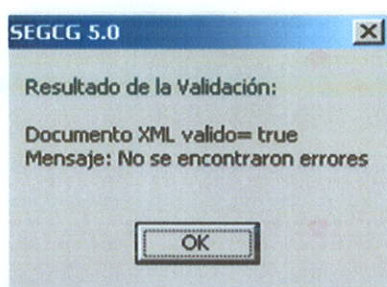 SEGCG 5.0
Resultado de la Validación:
Documento XML valido= true
Mensaje: No se encontraron errores
OK